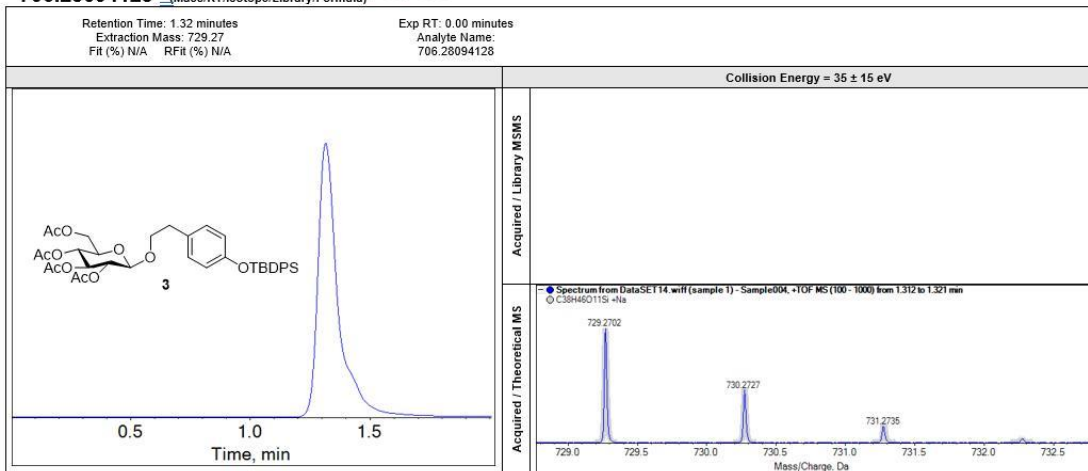 Retention Time: 1.32 minutes
Extraction Mass: 729.27
Fit (%) N/A RFit (%) N/A
Exp RT: 0.00 minutes
Analyte Name:
706.28094128
Collision Energy = 35 ± 15 eV
AcO
AcO
AcO
AcO
O
O
OTBDPS
3
0.5
1.0
1.5
Time, min
Acquired / Library MSMS
Acquired / Theoretical MS
Spectrum from DataSET14.wiff (sample 1) - Sample004, +TOF MS (100 - 1000) from 1.312 to 1.321 min
C38H46O11Si +Na
729.2702
730.2727
731.2735
729.0 729.5 730.0 730.5 731.0 731.5 732.0 732.5
Mass/Charge, Da